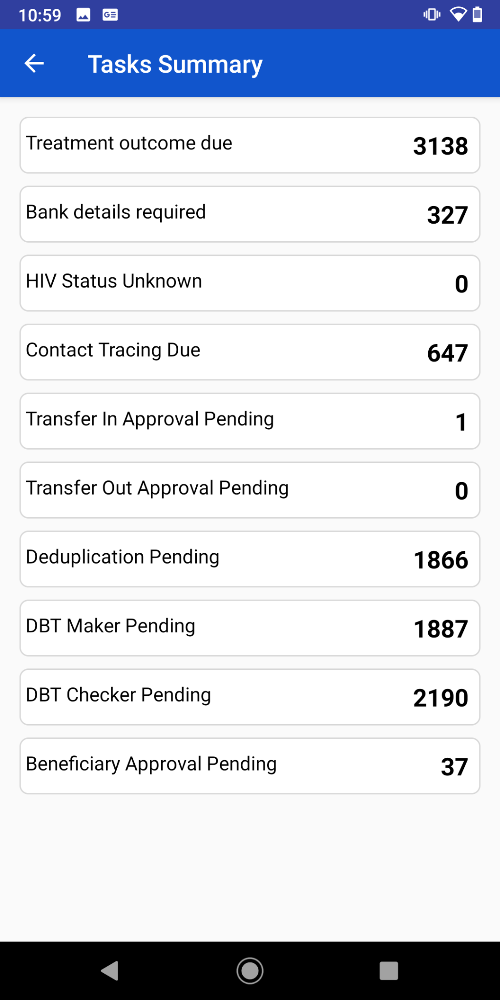 10:59
Tasks Summary
Treatment outcome due 3138
Bank details required 327
HIV Status Unknown 0
Contact Tracing Due 647
Transfer In Approval Pending 1
Transfer Out Approval Pending 0
Deduplication Pending 1866
DBT Maker Pending 1887
DBT Checker Pending 2190
Beneficiary Approval Pending 37